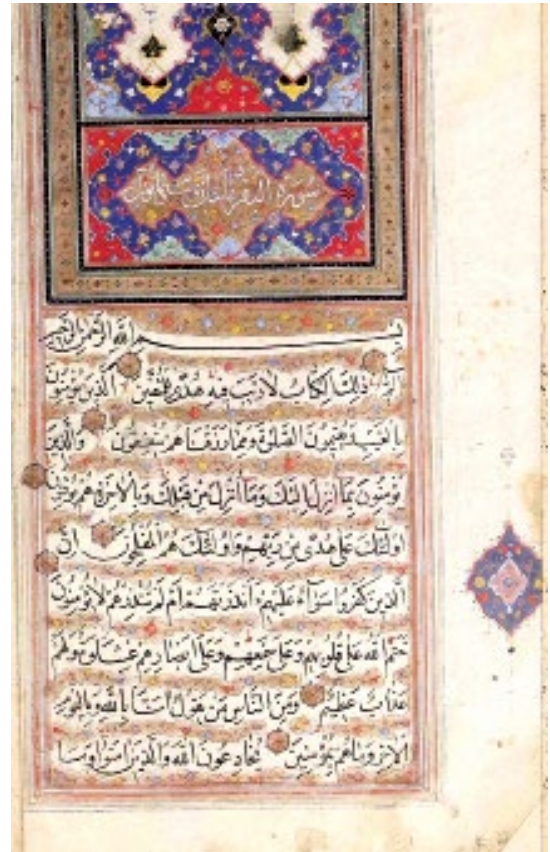 سورة البقرة
بسم الله الرحمن الرحيم
الم ذلك الكتاب لا ريب فيه هدى للمتقين الذين يؤمنون
بالغيب ويقيمون الصلوة ومما رزقناهم ينفقون والذين
يؤمنون بما انزل اليك وما انزل من قبلك وبالاخرة هم يوقنون
اولئك على هدى من ربهم واولئك هم المفلحون ان
الذين كفروا سوآء عليهم ءانذرتهم ام لم تنذرهم لا يؤمنون
ختم الله على قلوبهم وعلى سمعهم وعلى ابصارهم غشاوة ولهم
عذاب عظيم ومن الناس من يقول امنا بالله وباليوم
الاخر وما هم بمؤمنين يخادعون الله والذين امنوا وما